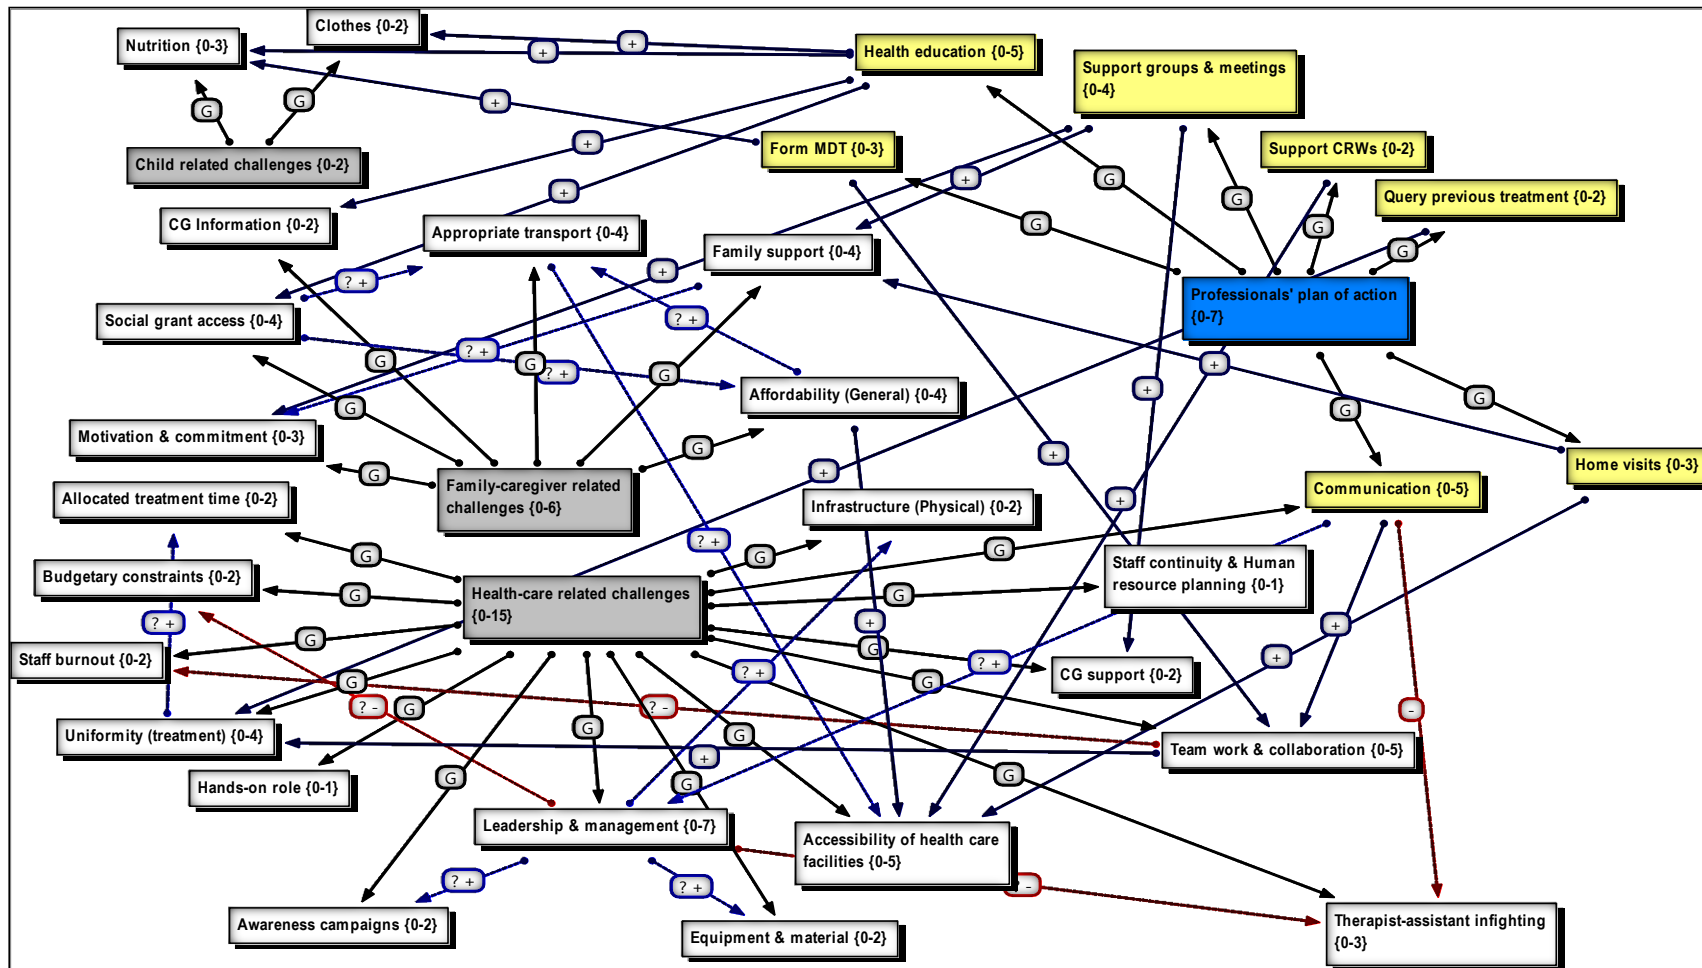 Clothes {0-2}
Nutrition {0-3}
Health education {0-5}
Support groups & meetings
{0-4}
+
+
G
G
+
Form MDT {0-3}
Support CRWs {0-2}
Child related challenges {0-2}
+
+
G
Query previous treatment {0-2}
+
G
CG Information {0-2}
Appropriate transport {0-4}
Family support {0-4}
G
G
G
? +
+
Professionals' plan of action
{0-7}
Social grant access {0-4}
? +
? +
G
G
? +
G
+
+
Affordability (General) {0-4}
G
G
G
Motivation & commitment {0-3}
G
G
+
Home visits {0-3}
Family-caregiver related
challenges {0-6}
+
Communication {0-5}
Allocated treatment time {0-2}
Infrastructure (Physical) {0-2}
+
? +
G
G
G
Staff continuity & Human
resource planning {0-1}
Budgetary constraints {0-2}
G
Health-care related challenges
{0-15}
G
? +
+
+
G
G
Staff burnout {0-2}
+
? +
? +
CG support {0-2}
G
G
? -
G
? -
-
G
G
Uniformity (treatment) {0-4}
+
Team work & collaboration {0-5}
G
G
G
Hands-on role {0-1}
Leadership & management {0-7}
Accessibility of health care
facilities {0-5}
? +
? +
? -
Awareness campaigns {0-2}
Equipment & material {0-2}
Therapist-assistant infighting
{0-3}